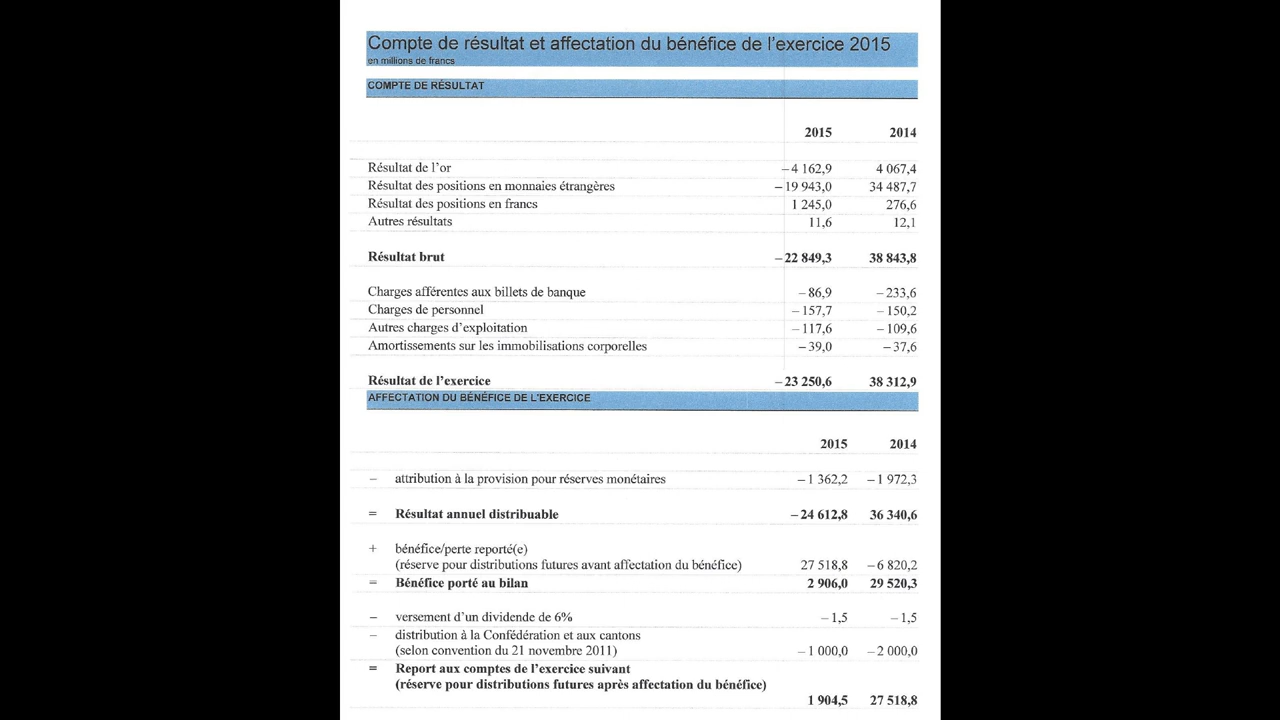 Compte de résultat et affectation du bénéfice de l'exercice 2015
en millions de francs
COMPTE DE RÉSULTAT
2015 2014
Résultat de l'or – 4 162,9 4 067,4
Résultat des positions en monnaies étrangères – 19 943,0 34 487,7
Résultat des positions en francs 1 245,0 276,6
Autres résultats 11,6 12,1
Résultat brut – 22 849,3 38 843,8
Charges afférentes aux billets de banque – 86,9 – 233,6
Charges de personnel – 157,7 – 150,2
Autres charges d'exploitation – 117,6 – 109,6
Amortissements sur les immobilisations corporelles – 39,0 – 37,6
Résultat de l'exercice – 23 250,6 38 312,9
AFFECTATION DU BÉNÉFICE DE L'EXERCICE
2015 2014
– attribution à la provision pour réserves monétaires – 1 362,2 – 1 972,3
= Résultat annuel distribuable – 24 612,8 36 340,6
+ bénéfice/perte reporté(e)
(réserve pour distributions futures avant affectation du bénéfice) 27 518,8 – 6 820,2
= Bénéfice porté au bilan 2 906,0 29 520,3
– versement d'un dividende de 6% – 1,5 – 1,5
– distribution à la Confédération et aux cantons
(selon convention du 21 novembre 2011) – 1 000,0 – 2 000,0
= Report aux comptes de l'exercice suivant
(réserve pour distributions futures après affectation du bénéfice)
1 904,5 27 518,8